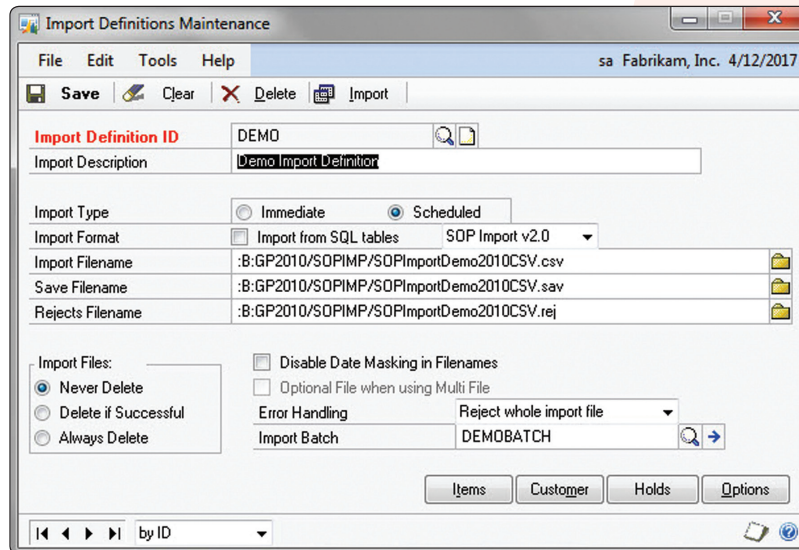 Import Definitions Maintenance
File Edit Tools Help sa Fabrikam, Inc. 4/12/2017
Save Clear Delete Import
Import Definition ID DEMO
Import Description Demo Import Definition
Import Type Immediate Scheduled
Import Format Import from SQL tables SOP Import v2.0
Import Filename :B:GP2010/SOPIMP/SOPImportDemo2010CSV.csv
Save Filename :B:GP2010/SOPIMP/SOPImportDemo2010CSV.sav
Rejects Filename :B:GP2010/SOPIMP/SOPImportDemo2010CSV.rej
Import Files: Disable Date Masking in Filenames
Never Delete Optional File when using Multi File
Delete if Successful Error Handling Reject whole import file
Always Delete Import Batch DEMOBATCH
Items Customer Holds Options
by ID